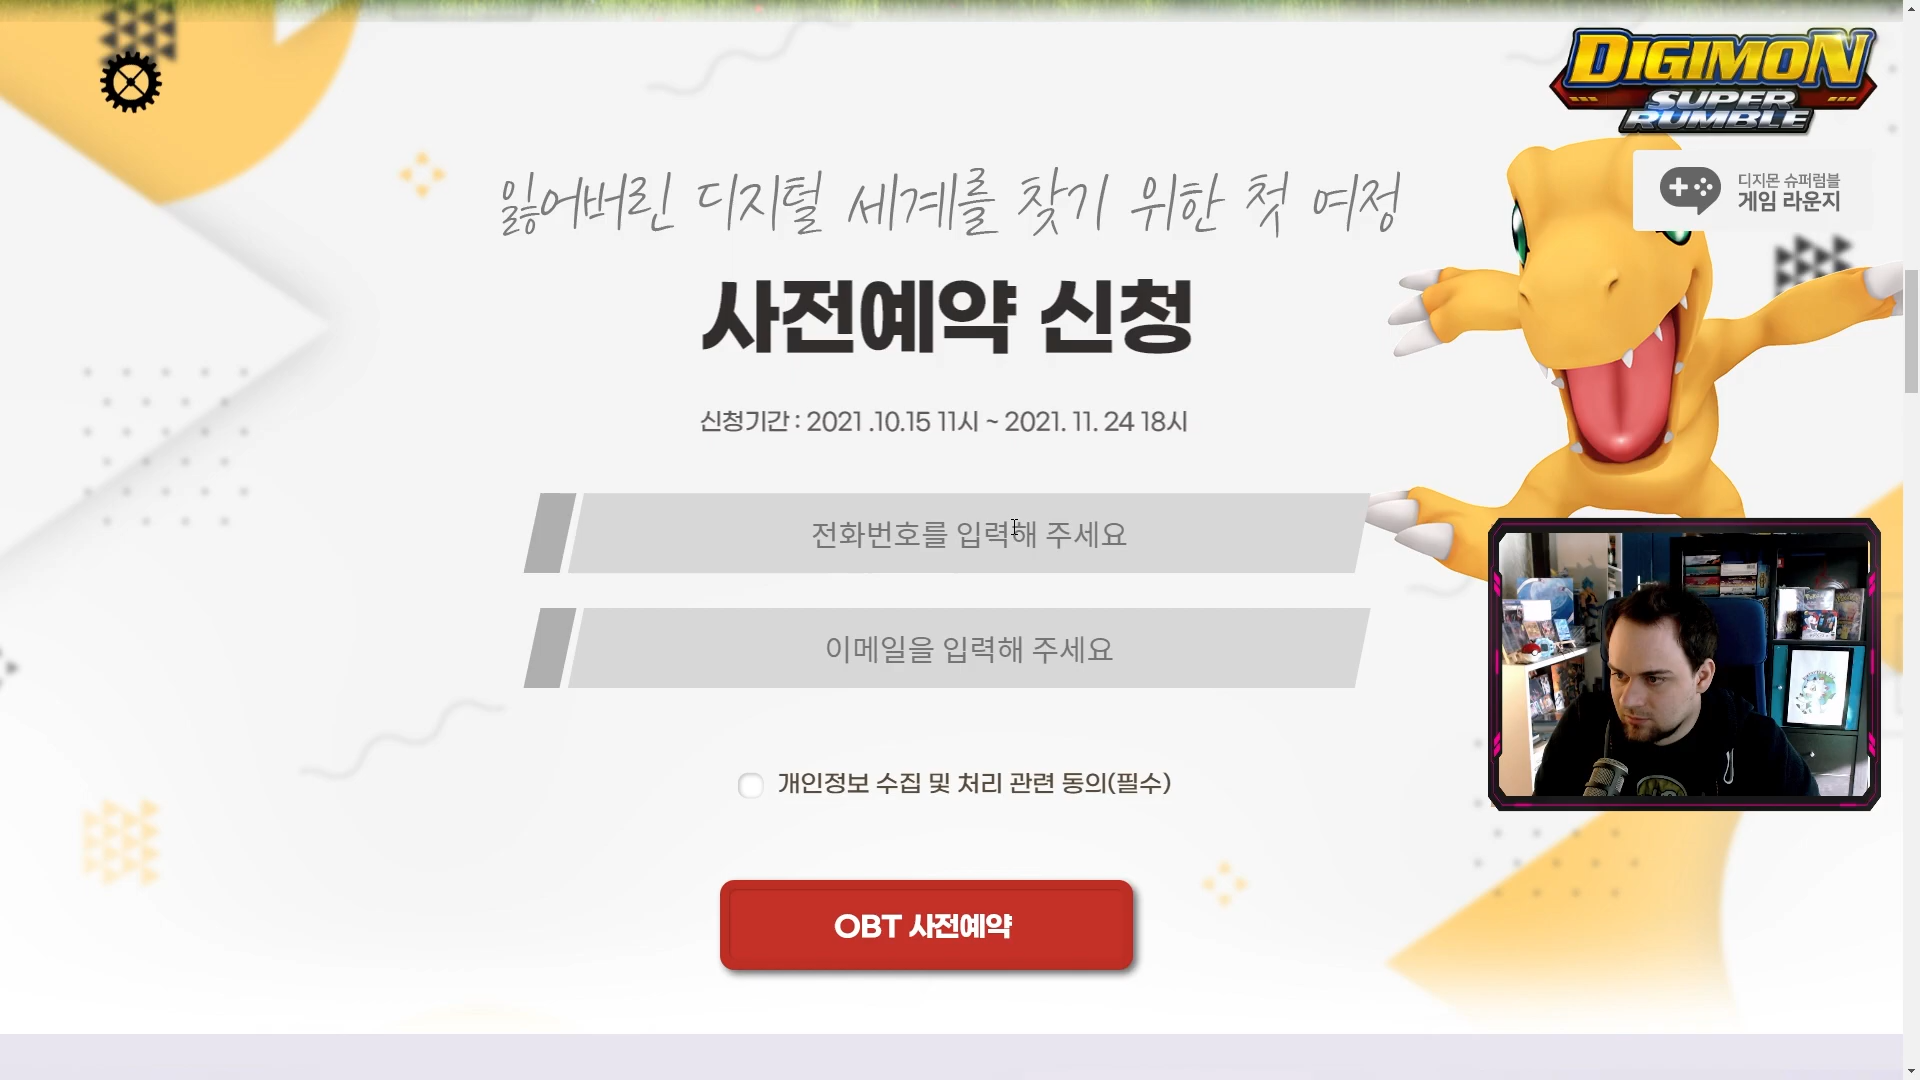 DIGIMON
SUPER
RUMBLE
디지몬 슈퍼럼블
게임 라운지
잃어버린 디지털 세계를 찾기 위한 첫 여정
사전예약 신청
신청기간 : 2021 .10.15 11시 ~ 2021. 11. 24 18시
전화번호를 입력해 주세요
이메일을 입력해 주세요
개인정보 수집 및 처리 관련 동의(필수)
OBT 사전예약